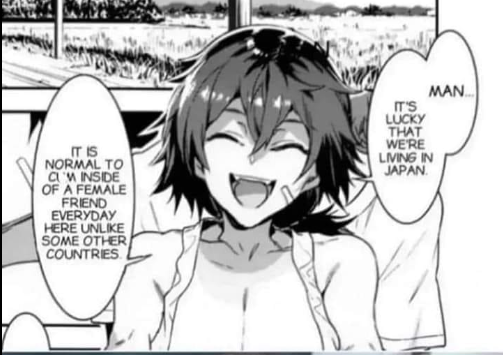 MAN...
IT'S
LUCKY
THAT
WE'RE
LIVING IN
JAPAN.
IT IS
NORMAL TO
INSIDE
OF A FEMALE
FRIEND
EVERYDAY
HERE UNLIKE
SOME OTHER
COUNTRIES.